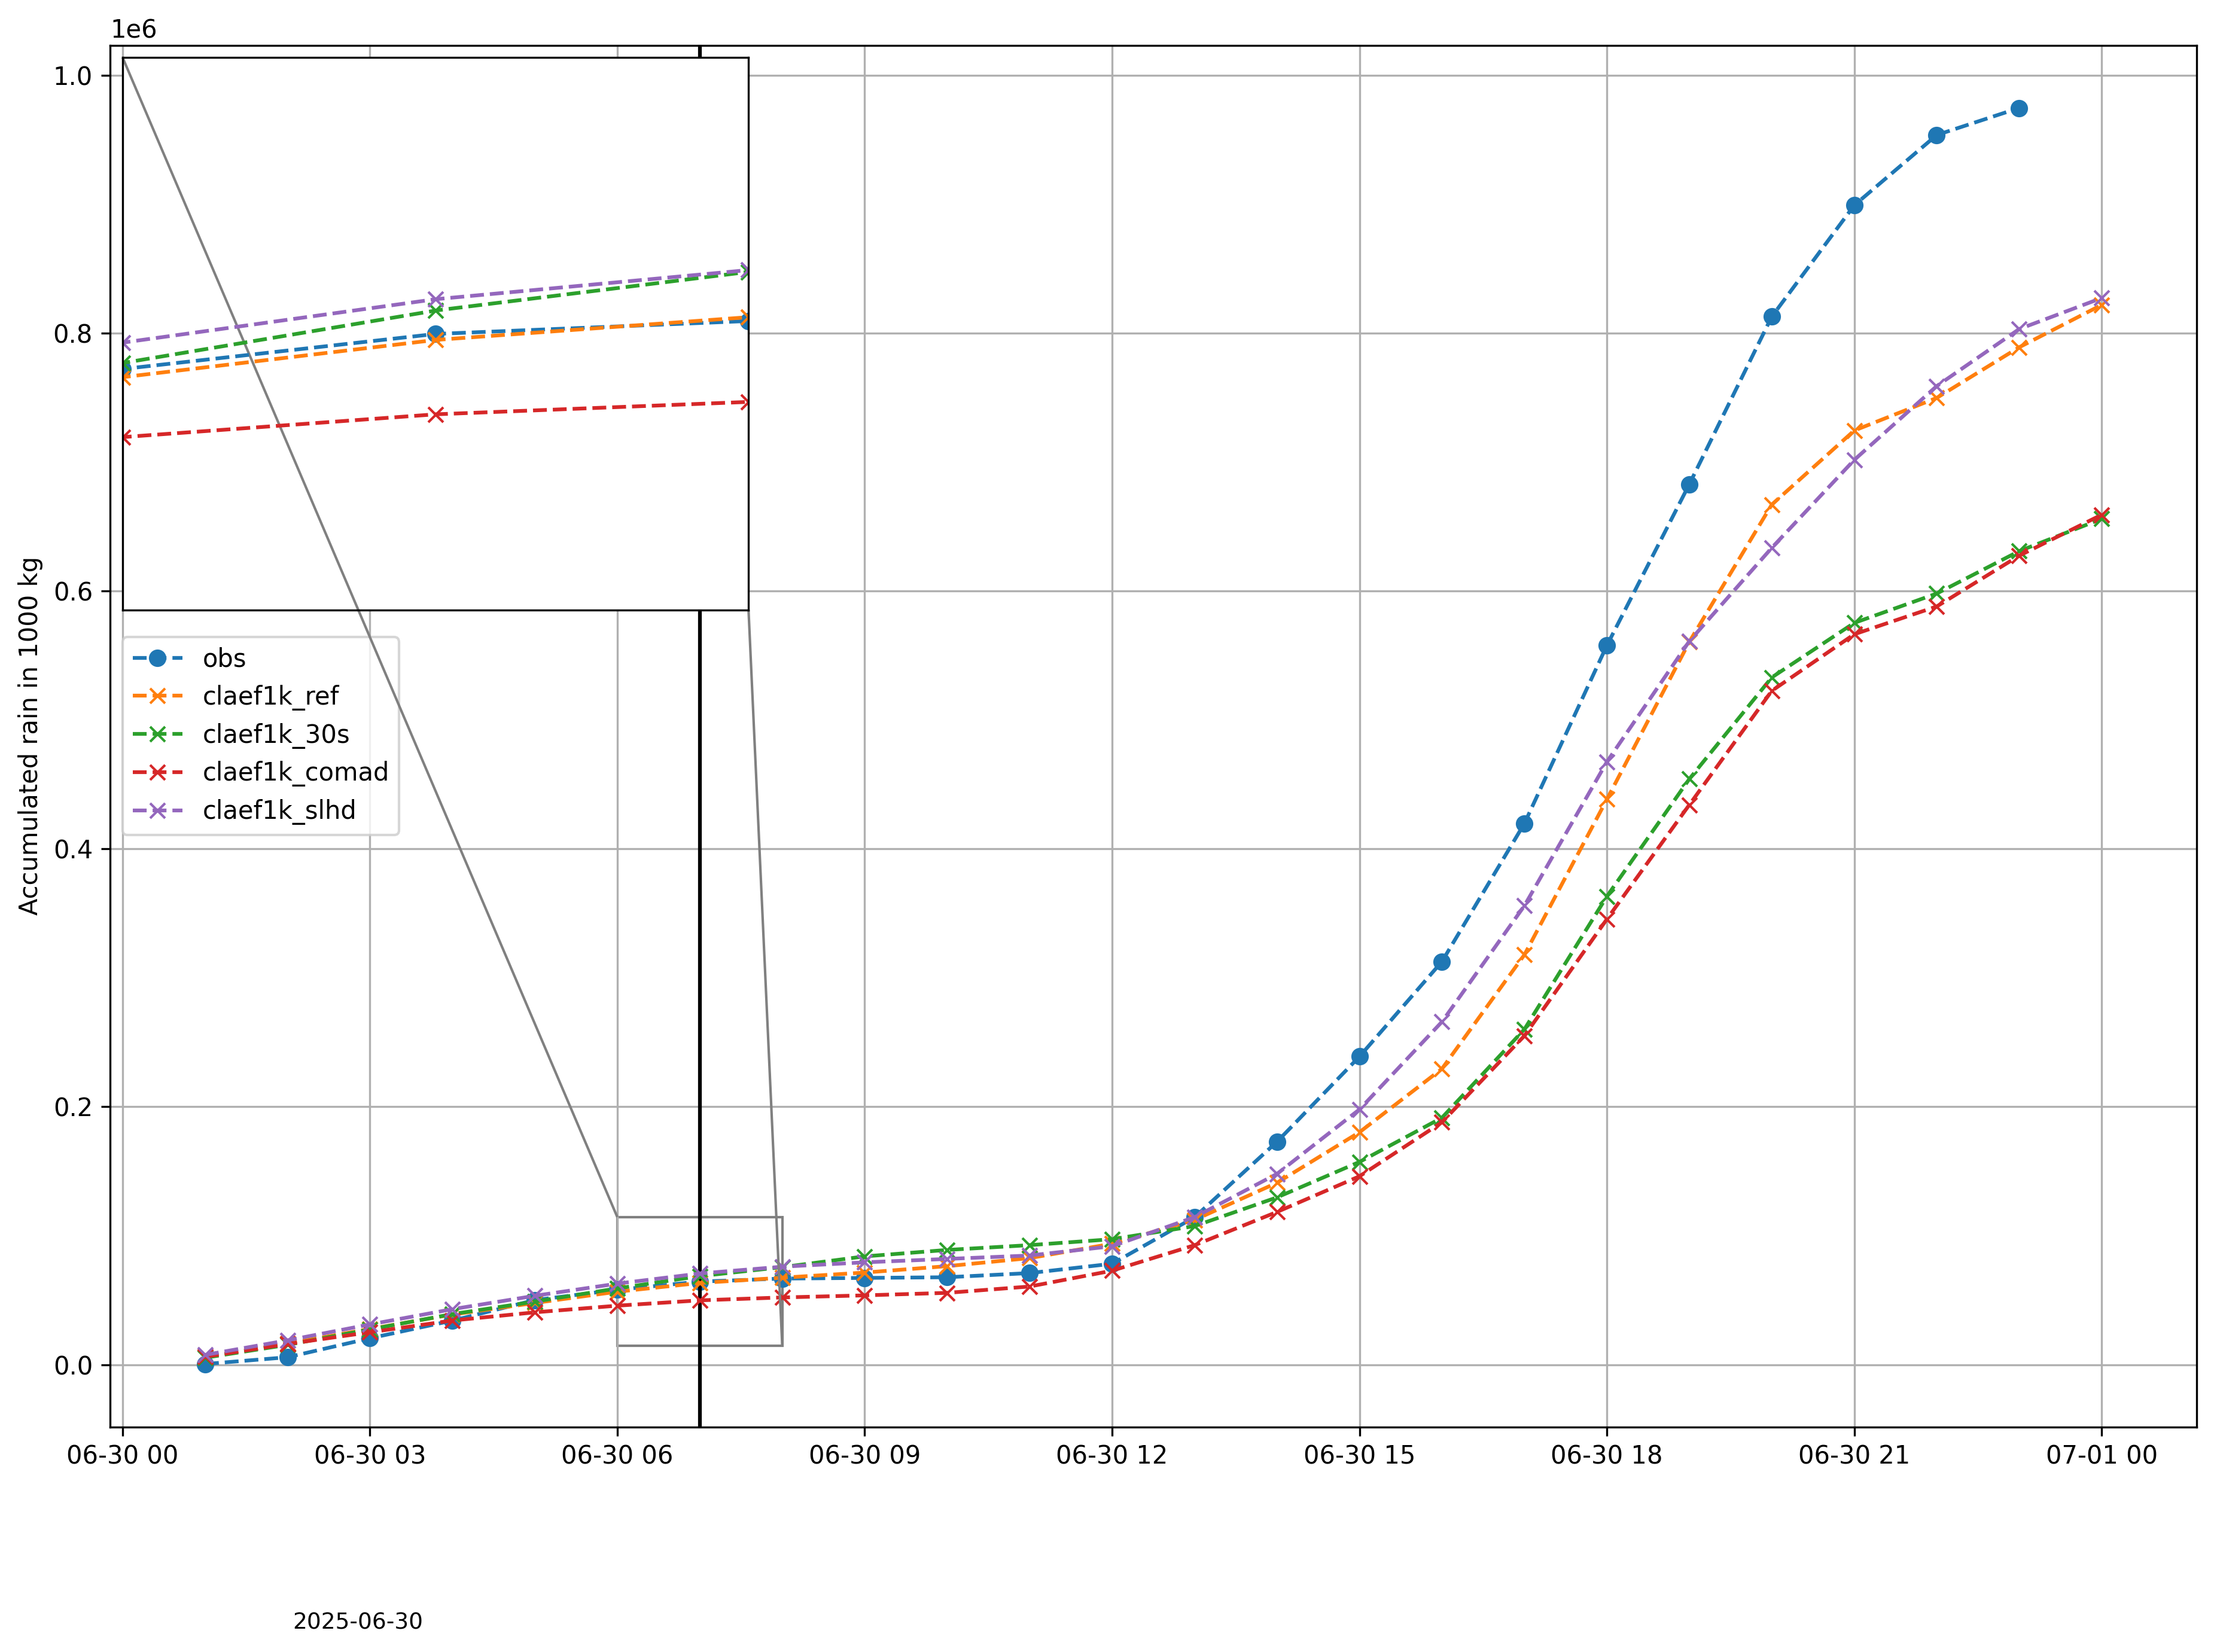 1e6
1.0
0.8
0.6
0.4
0.2
0.0
Accumulated rain in 1000 kg
obs
claef1k_ref
claef1k_30s
claef1k_comad
claef1k_slhd
06-30 00
06-30 03
06-30 06
06-30 09
06-30 12
06-30 15
06-30 18
06-30 21
07-01 00
2025-06-30